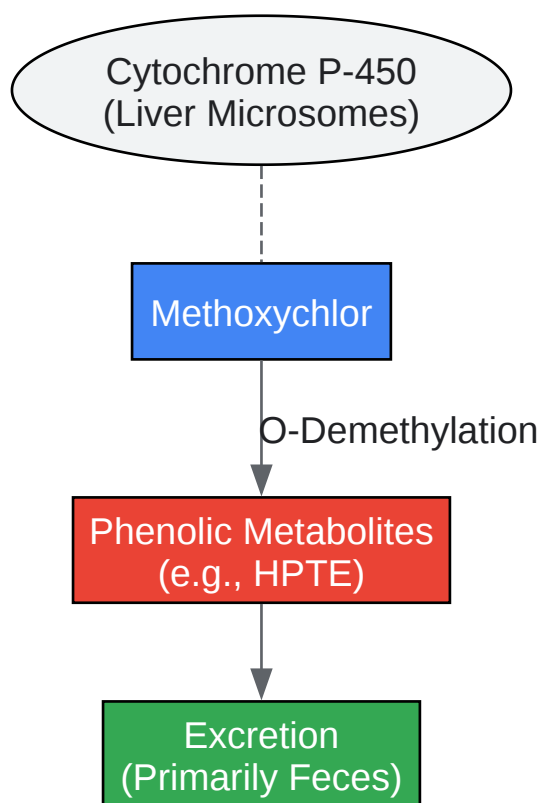 Cytochrome P-450
(Liver Microsomes)
Methoxychlor
O-Demethylation
Phenolic Metabolites
(e.g., HPTE)
Excretion
(Primarily Feces)